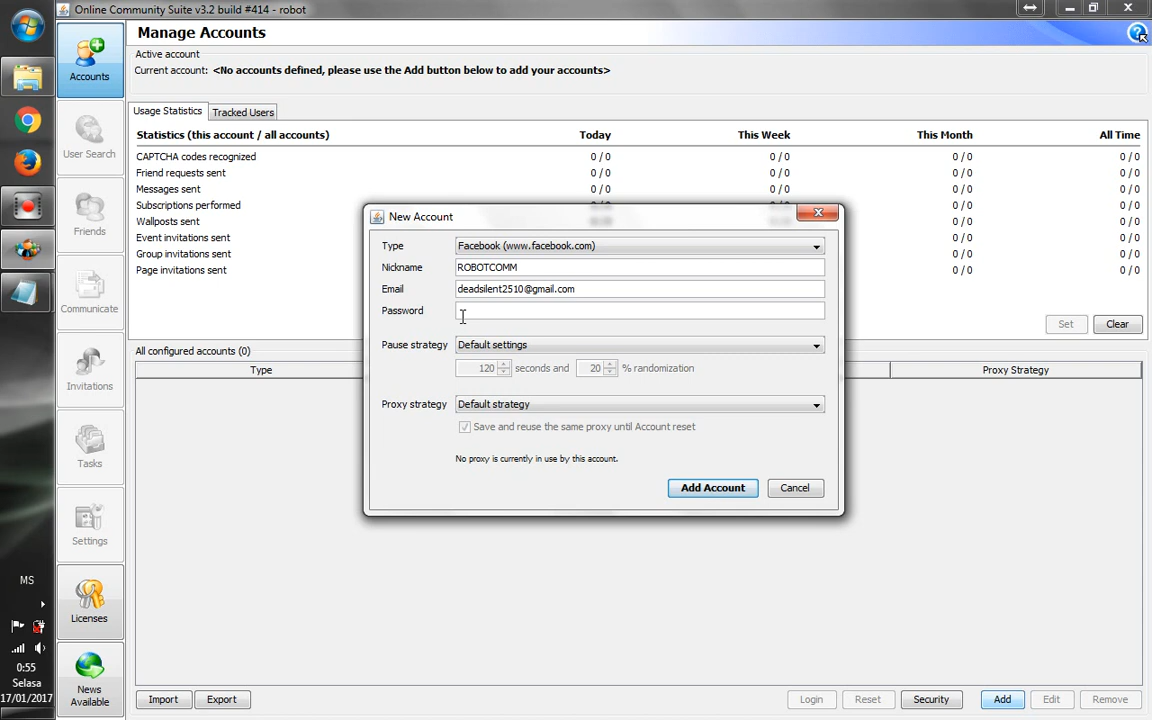 Online Community Suite v3.2 build #414 - robot
Manage Accounts
Active account
Current account: <No accounts defined, please use the Add button below to add your accounts>
Usage Statistics Tracked Users
Statistics (this account / all accounts) Today This Week This Month All Time
CAPTCHA codes recognized 0 / 0 0 / 0 0 / 0 0 / 0
Friend requests sent 0 / 0 0 / 0 0 / 0 0 / 0
Messages sent 0 / 0 0 / 0 0 / 0 0 / 0
Subscriptions performed 0 / 0 0 / 0
Wallposts sent 0 / 0 0 / 0
Event invitations sent 0 / 0 0 / 0
Group invitations sent 0 / 0 0 / 0
Page invitations sent 0 / 0 0 / 0
Set Clear
All configured accounts (0)
Type Proxy Strategy
New Account
Type Facebook (www.facebook.com)
Nickname ROBOTCOMM
Email deadsilent2510@gmail.com
Password
Pause strategy Default settings
120 seconds and 20 % randomization
Proxy strategy Default strategy
Save and reuse the same proxy until Account reset
No proxy is currently in use by this account.
Add Account Cancel
Accounts
User Search
Friends
Communicate
Invitations
Tasks
Settings
Licenses
News
Available
Import Export Login Reset Security Add Edit Remove
MS
0:55
Selasa
17/01/2017